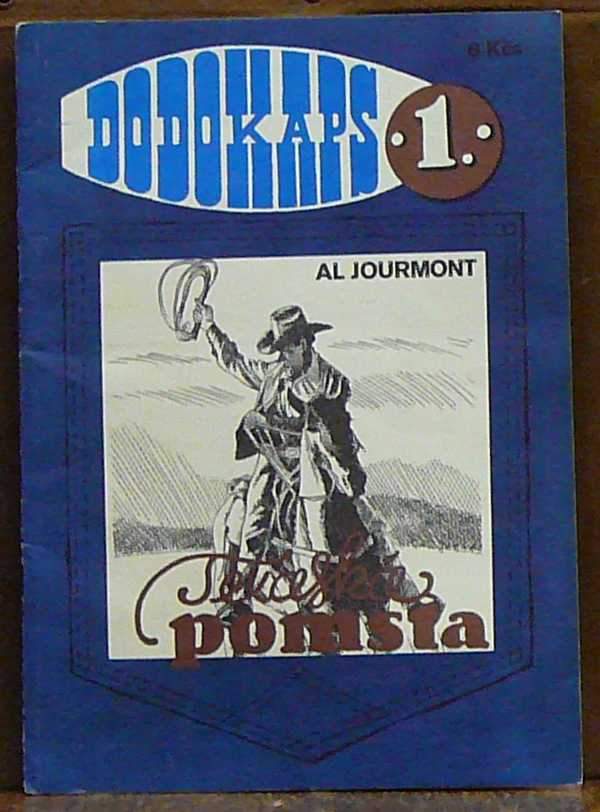 6 Kčs
DODOKAPS
·1.·
AL JOURMONT
pomsta